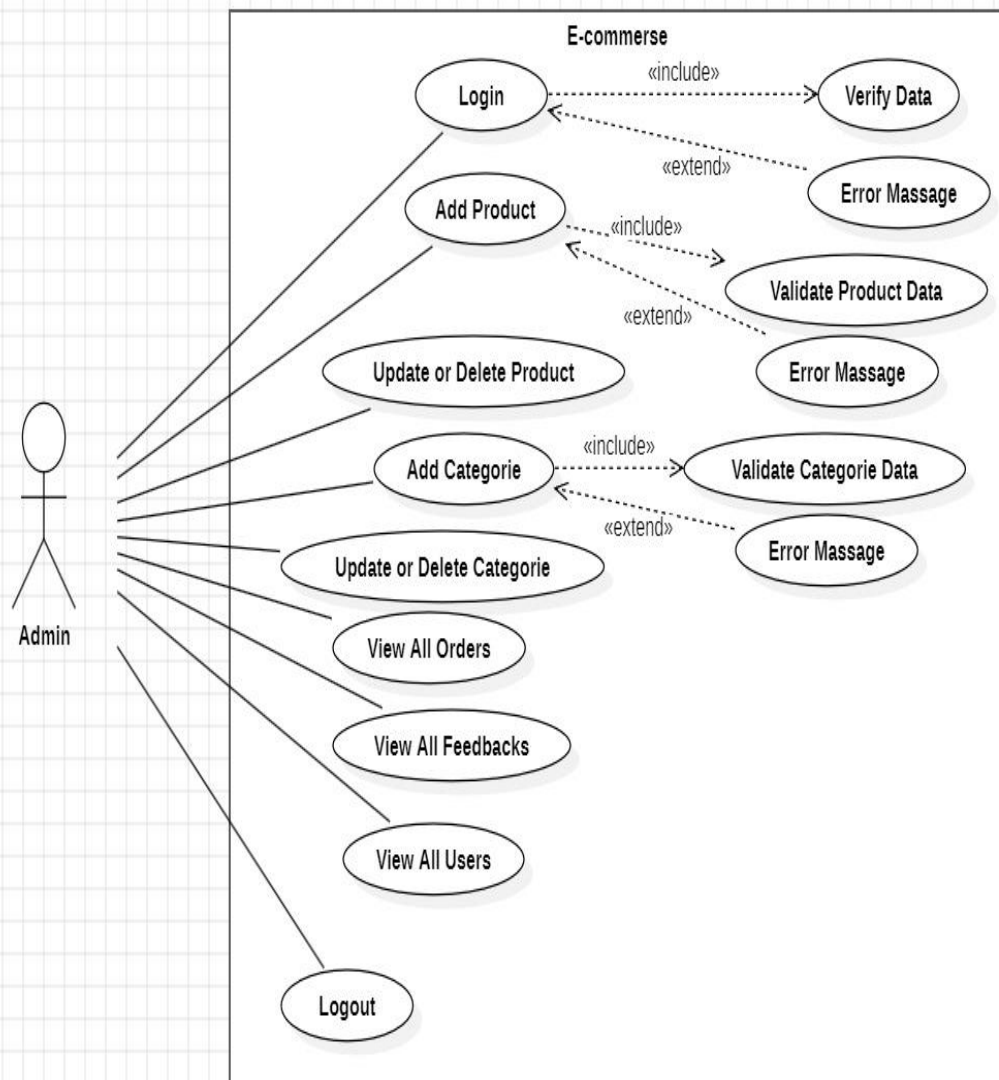 E-commerse
Login
«include»
Verify Data
«extend»
Error Massage
Add Product
«include»
Validate Product Data
«extend»
Error Massage
Update or Delete Product
Add Categorie
«include»
Validate Categorie Data
«extend»
Error Massage
Update or Delete Categorie
Admin
View All Orders
View All Feedbacks
View All Users
Logout